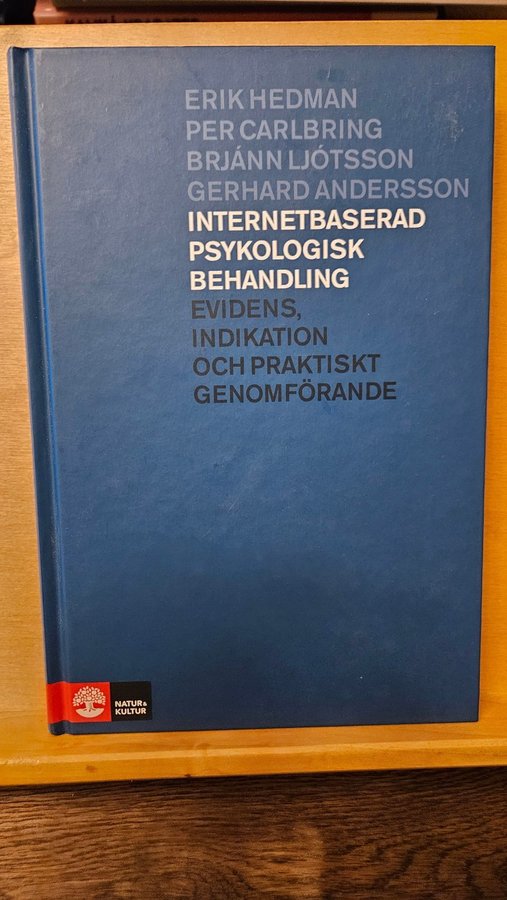 ERIK HEDMAN
PER CARLBRING
BRJÁNN LJÓTSSON
GERHARD ANDERSSON
INTERNETBASERAD
PSYKOLOGISK
BEHANDLING
EVIDENS,
INDIKATION
OCH PRAKTISKT
GENOMFÖRANDE
NATUR&
KULTUR